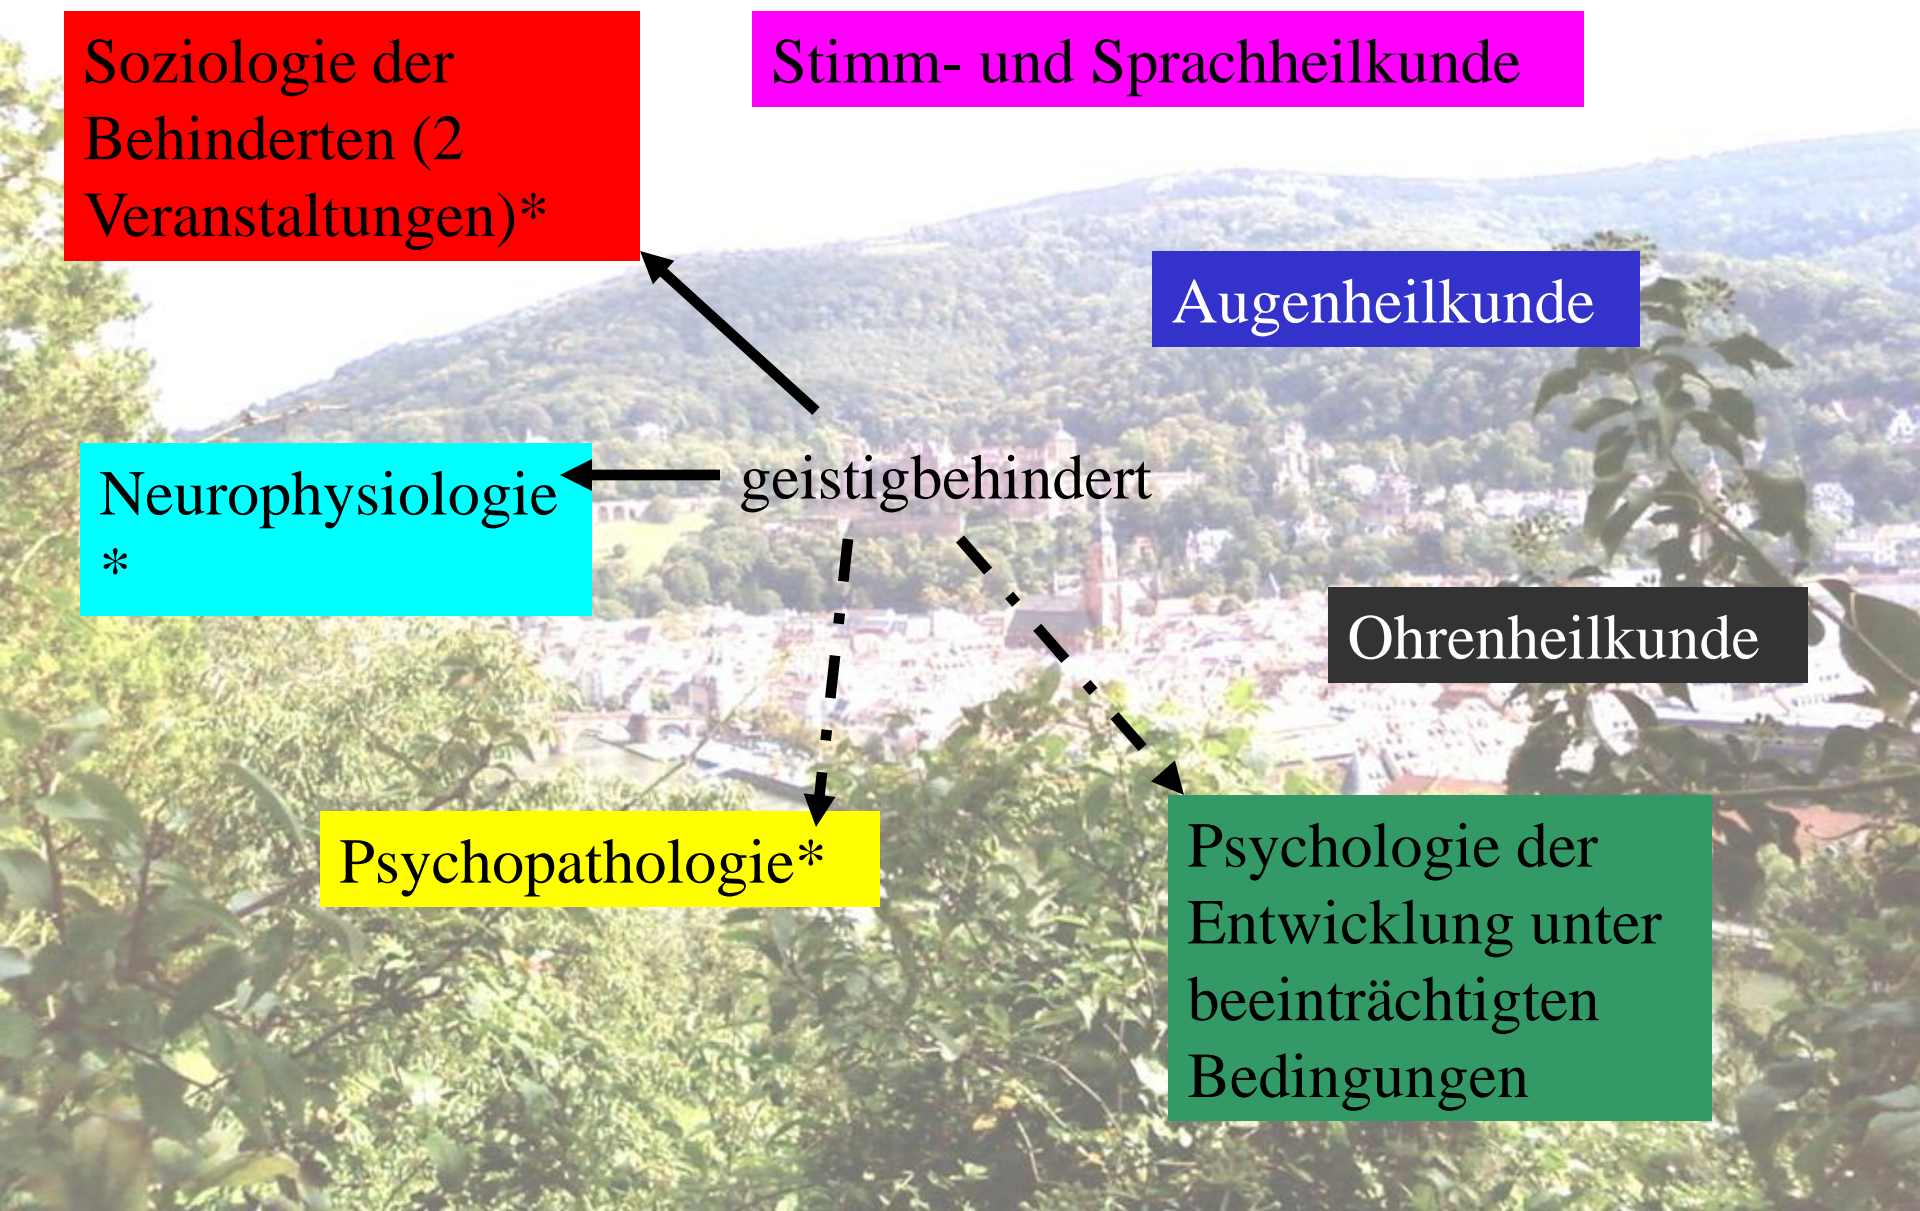 Soziologie der
Behinderten (2
Veranstaltungen)*
Stimm- und Sprachheilkunde
Augenheilkunde
Neurophysiologie
*
geistigbehindert
Ohrenheilkunde
Psychopathologie*
Psychologie der
Entwicklung unter
beeinträchtigten
Bedingungen